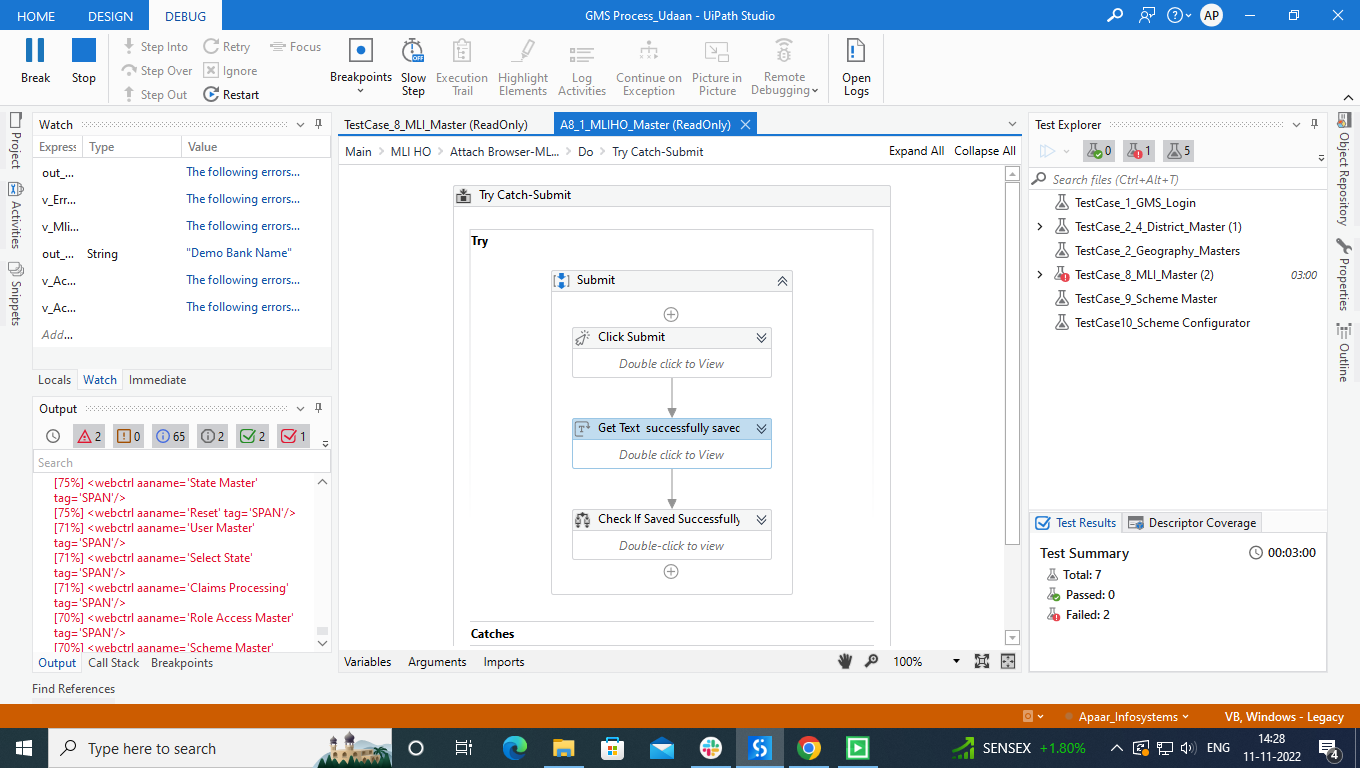 HOME DESIGN DEBUG
GMS Process_Udaan - UiPath Studio
AP
Break
Stop
Step Into
Step Over
Step Out
Retry
Ignore
Restart
Focus
Breakpoints
Slow Step
OFF
Execution Trail
Highlight Elements
Log Activities
Continue on Exception
Picture in Picture
Remote Debugging
Open Logs
Project
Activities
Snippets
Watch
Express Type Value
out_... The following errors...
v_Err... The following errors...
v_Mli... The following errors...
out_... String "Demo Bank Name"
v_Ac... The following errors...
v_Ac... The following errors...
Add...
Locals Watch Immediate
Output
2 0 65 2 2 1
Search
[75%] <webctrl aaname='State Master'
tag='SPAN'/>
[75%] <webctrl aaname='Reset' tag='SPAN'/>
[71%] <webctrl aaname='User Master'
tag='SPAN'/>
[71%] <webctrl aaname='Select State'
tag='SPAN'/>
[71%] <webctrl aaname='Claims Processing'
tag='SPAN'/>
[70%] <webctrl aaname='Role Access Master'
tag='SPAN'/>
[70%] <webctrl aaname='Scheme Master'
Output Call Stack Breakpoints
Find References
TestCase_8_MLI_Master (ReadOnly)
A8_1_MLIHO_Master (ReadOnly)
Main > MLI HO > Attach Browser-ML... > Do > Try Catch-Submit
Expand All Collapse All
Try Catch-Submit
Try
Submit
Click Submit
Double click to View
Get Text successfully saved
Double click to View
Check If Saved Successfully
Double-click to view
Catches
Variables Arguments Imports
100%
Test Explorer
0 1 5
Search files (Ctrl+Alt+T)
TestCase_1_GMS_Login
TestCase_2_4_District_Master (1)
TestCase_2_Geography_Masters
TestCase_8_MLI_Master (2) 03:00
TestCase_9_Scheme Master
TestCase10_Scheme Configurator
Test Results Descriptor Coverage
Test Summary 00:03:00
Total: 7
Passed: 0
Failed: 2
Object Repository
Properties
Outline
Apaar_Infosystems
VB, Windows - Legacy
Type here to search
SENSEX +1.80%
ENG
14:28
11-11-2022
4